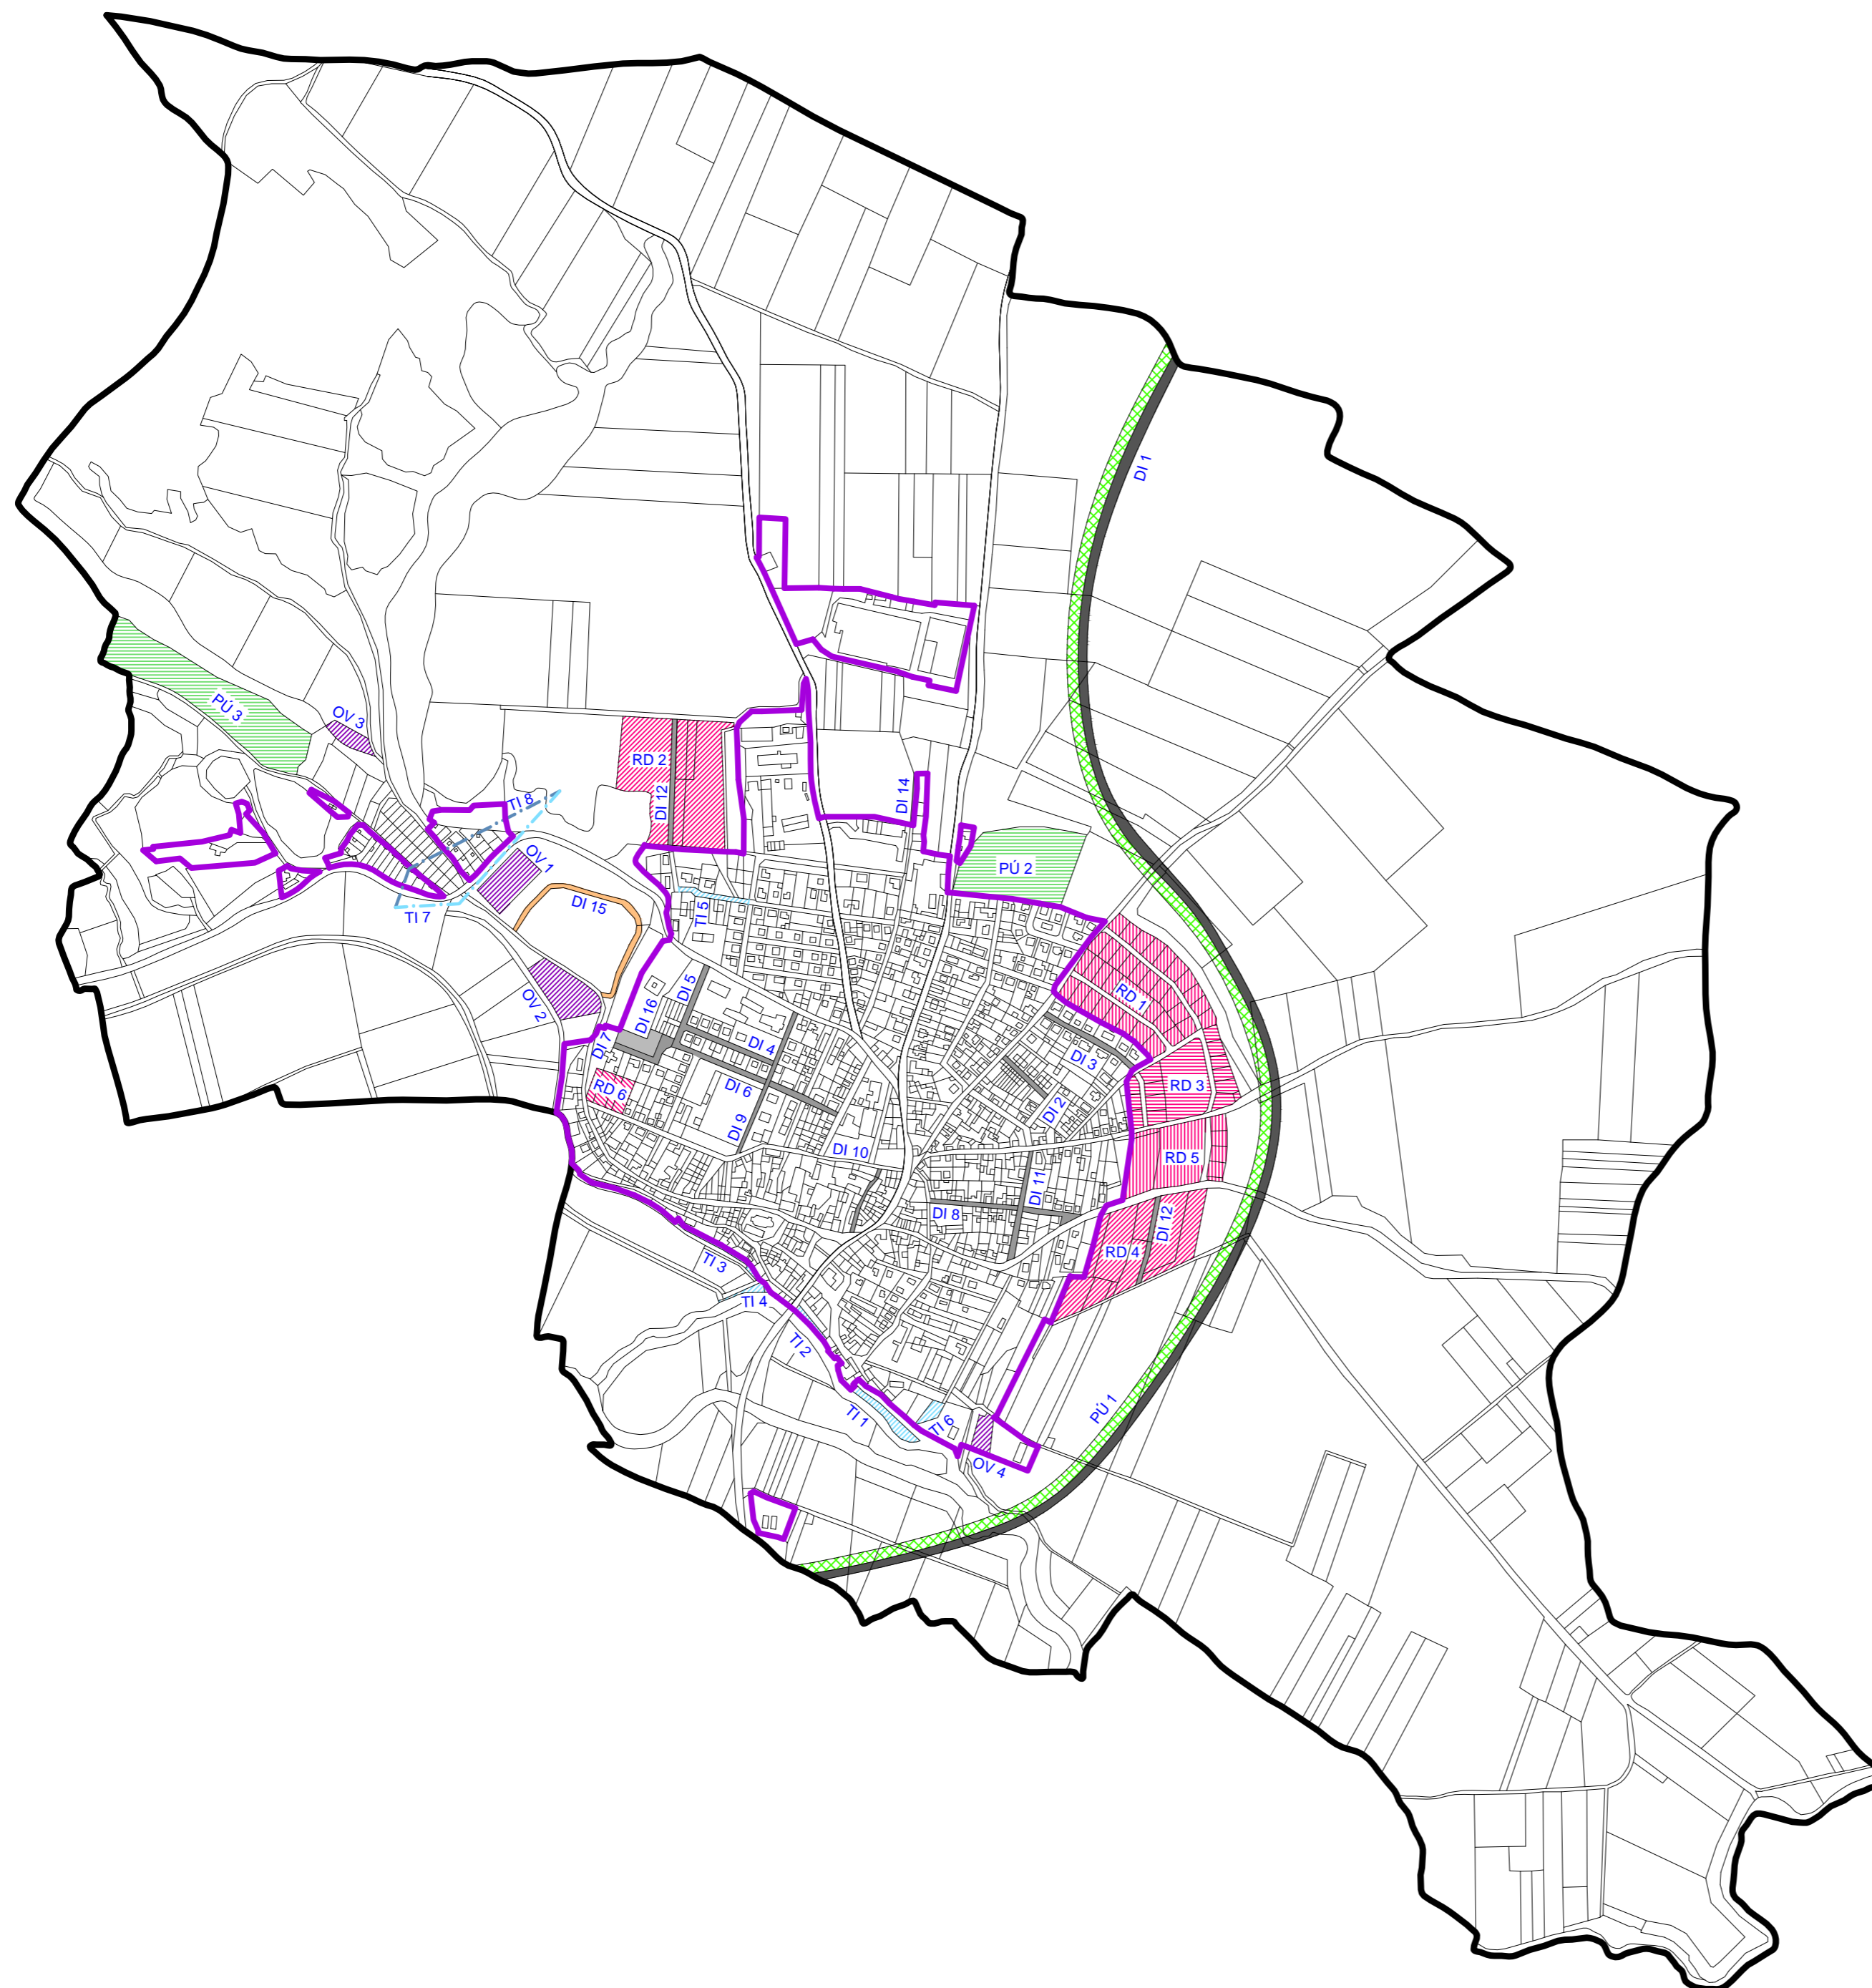 DI 1
PÚ 3
OV 3
RD 2
DI 12
DI 14
TI 8
OV 1
PÚ 2
DI 15
TI 7
TI 5
RD 1
DI 5
OV 2
DI 16
DI 7
DI 4
DI 3
RD 3
DI 6
RD 6
DI 2
DI 9
DI 10
RD 5
DI 11
DI 8
DI 12
RD 4
TI 3
TI 4
TI 2
PÚ 1
TI 1
TI 6
OV 4